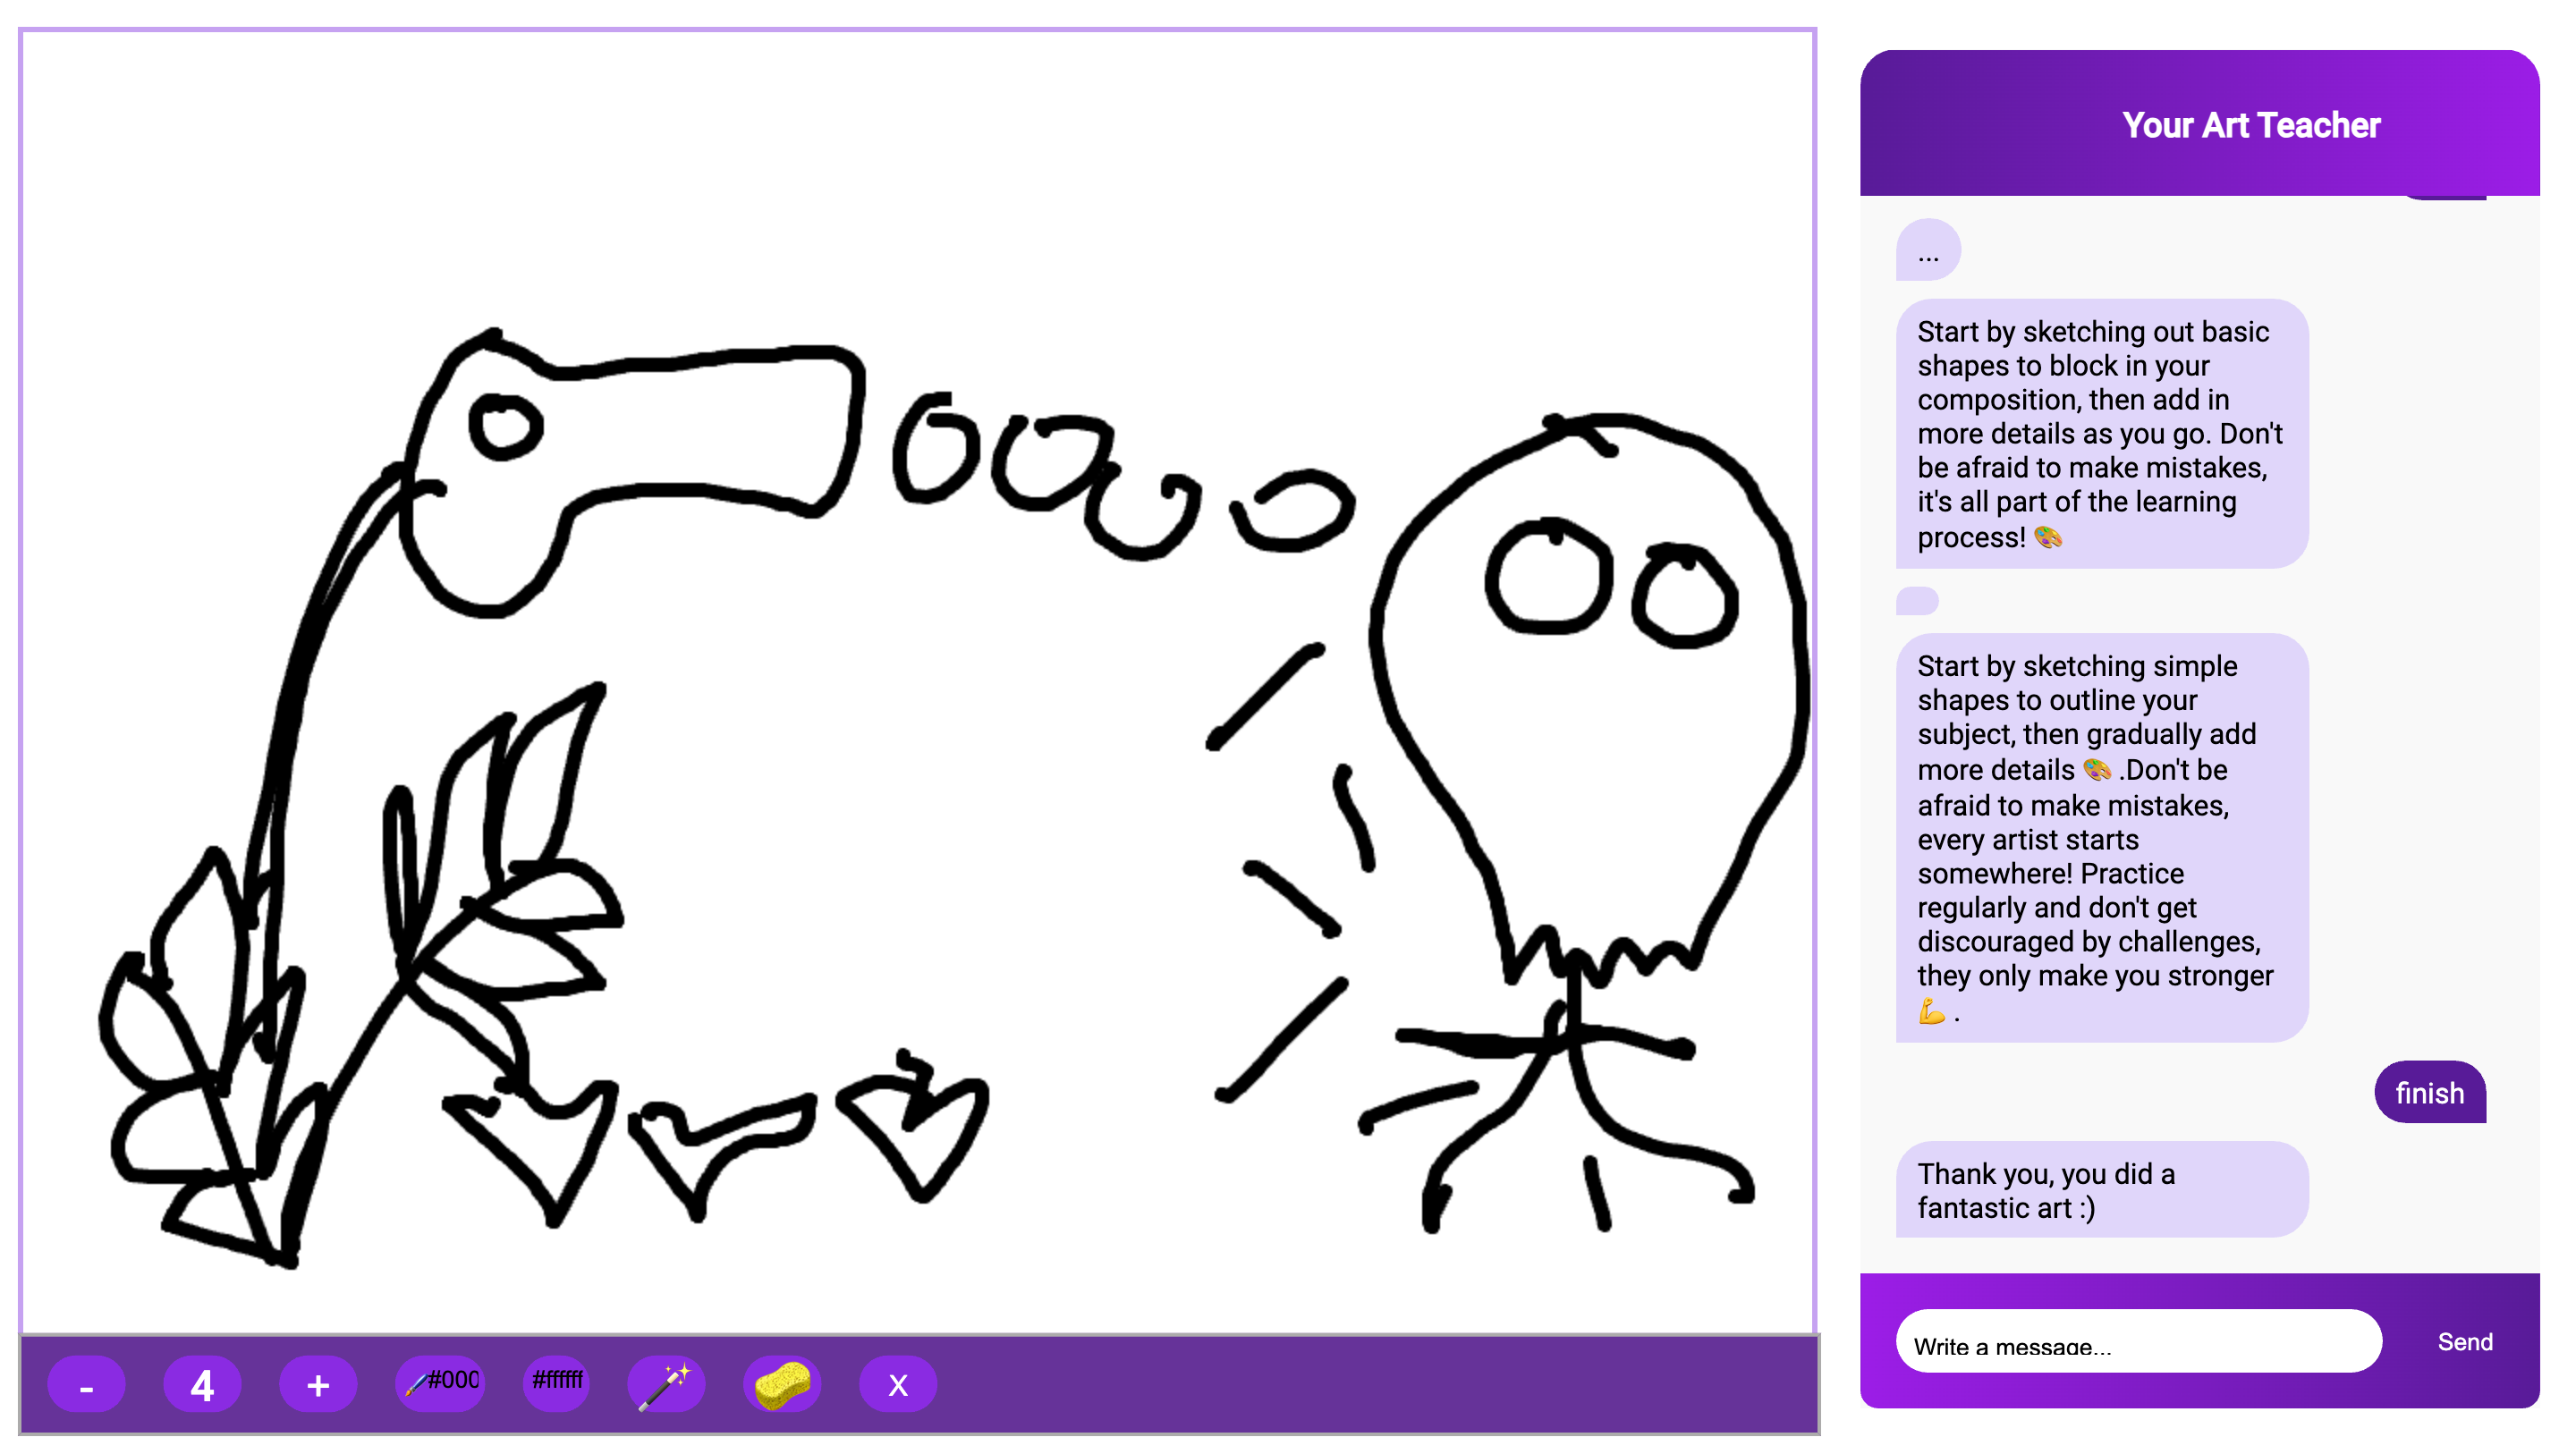 Your Art Teacher
...
Start by sketching out basic
shapes to block in your
composition, then add in
more details as you go. Don't
be afraid to make mistakes,
it's all part of the learning
process! 🎨
Start by sketching simple
shapes to outline your
subject, then gradually add
more details 🎨 .Don't be
afraid to make mistakes,
every artist starts
somewhere! Practice
regularly and don't get
discouraged by challenges,
they only make you stronger
💪 .
finish
Thank you, you did a
fantastic art :)
Write a message...
Send
- 4 + #000 #ffffff X